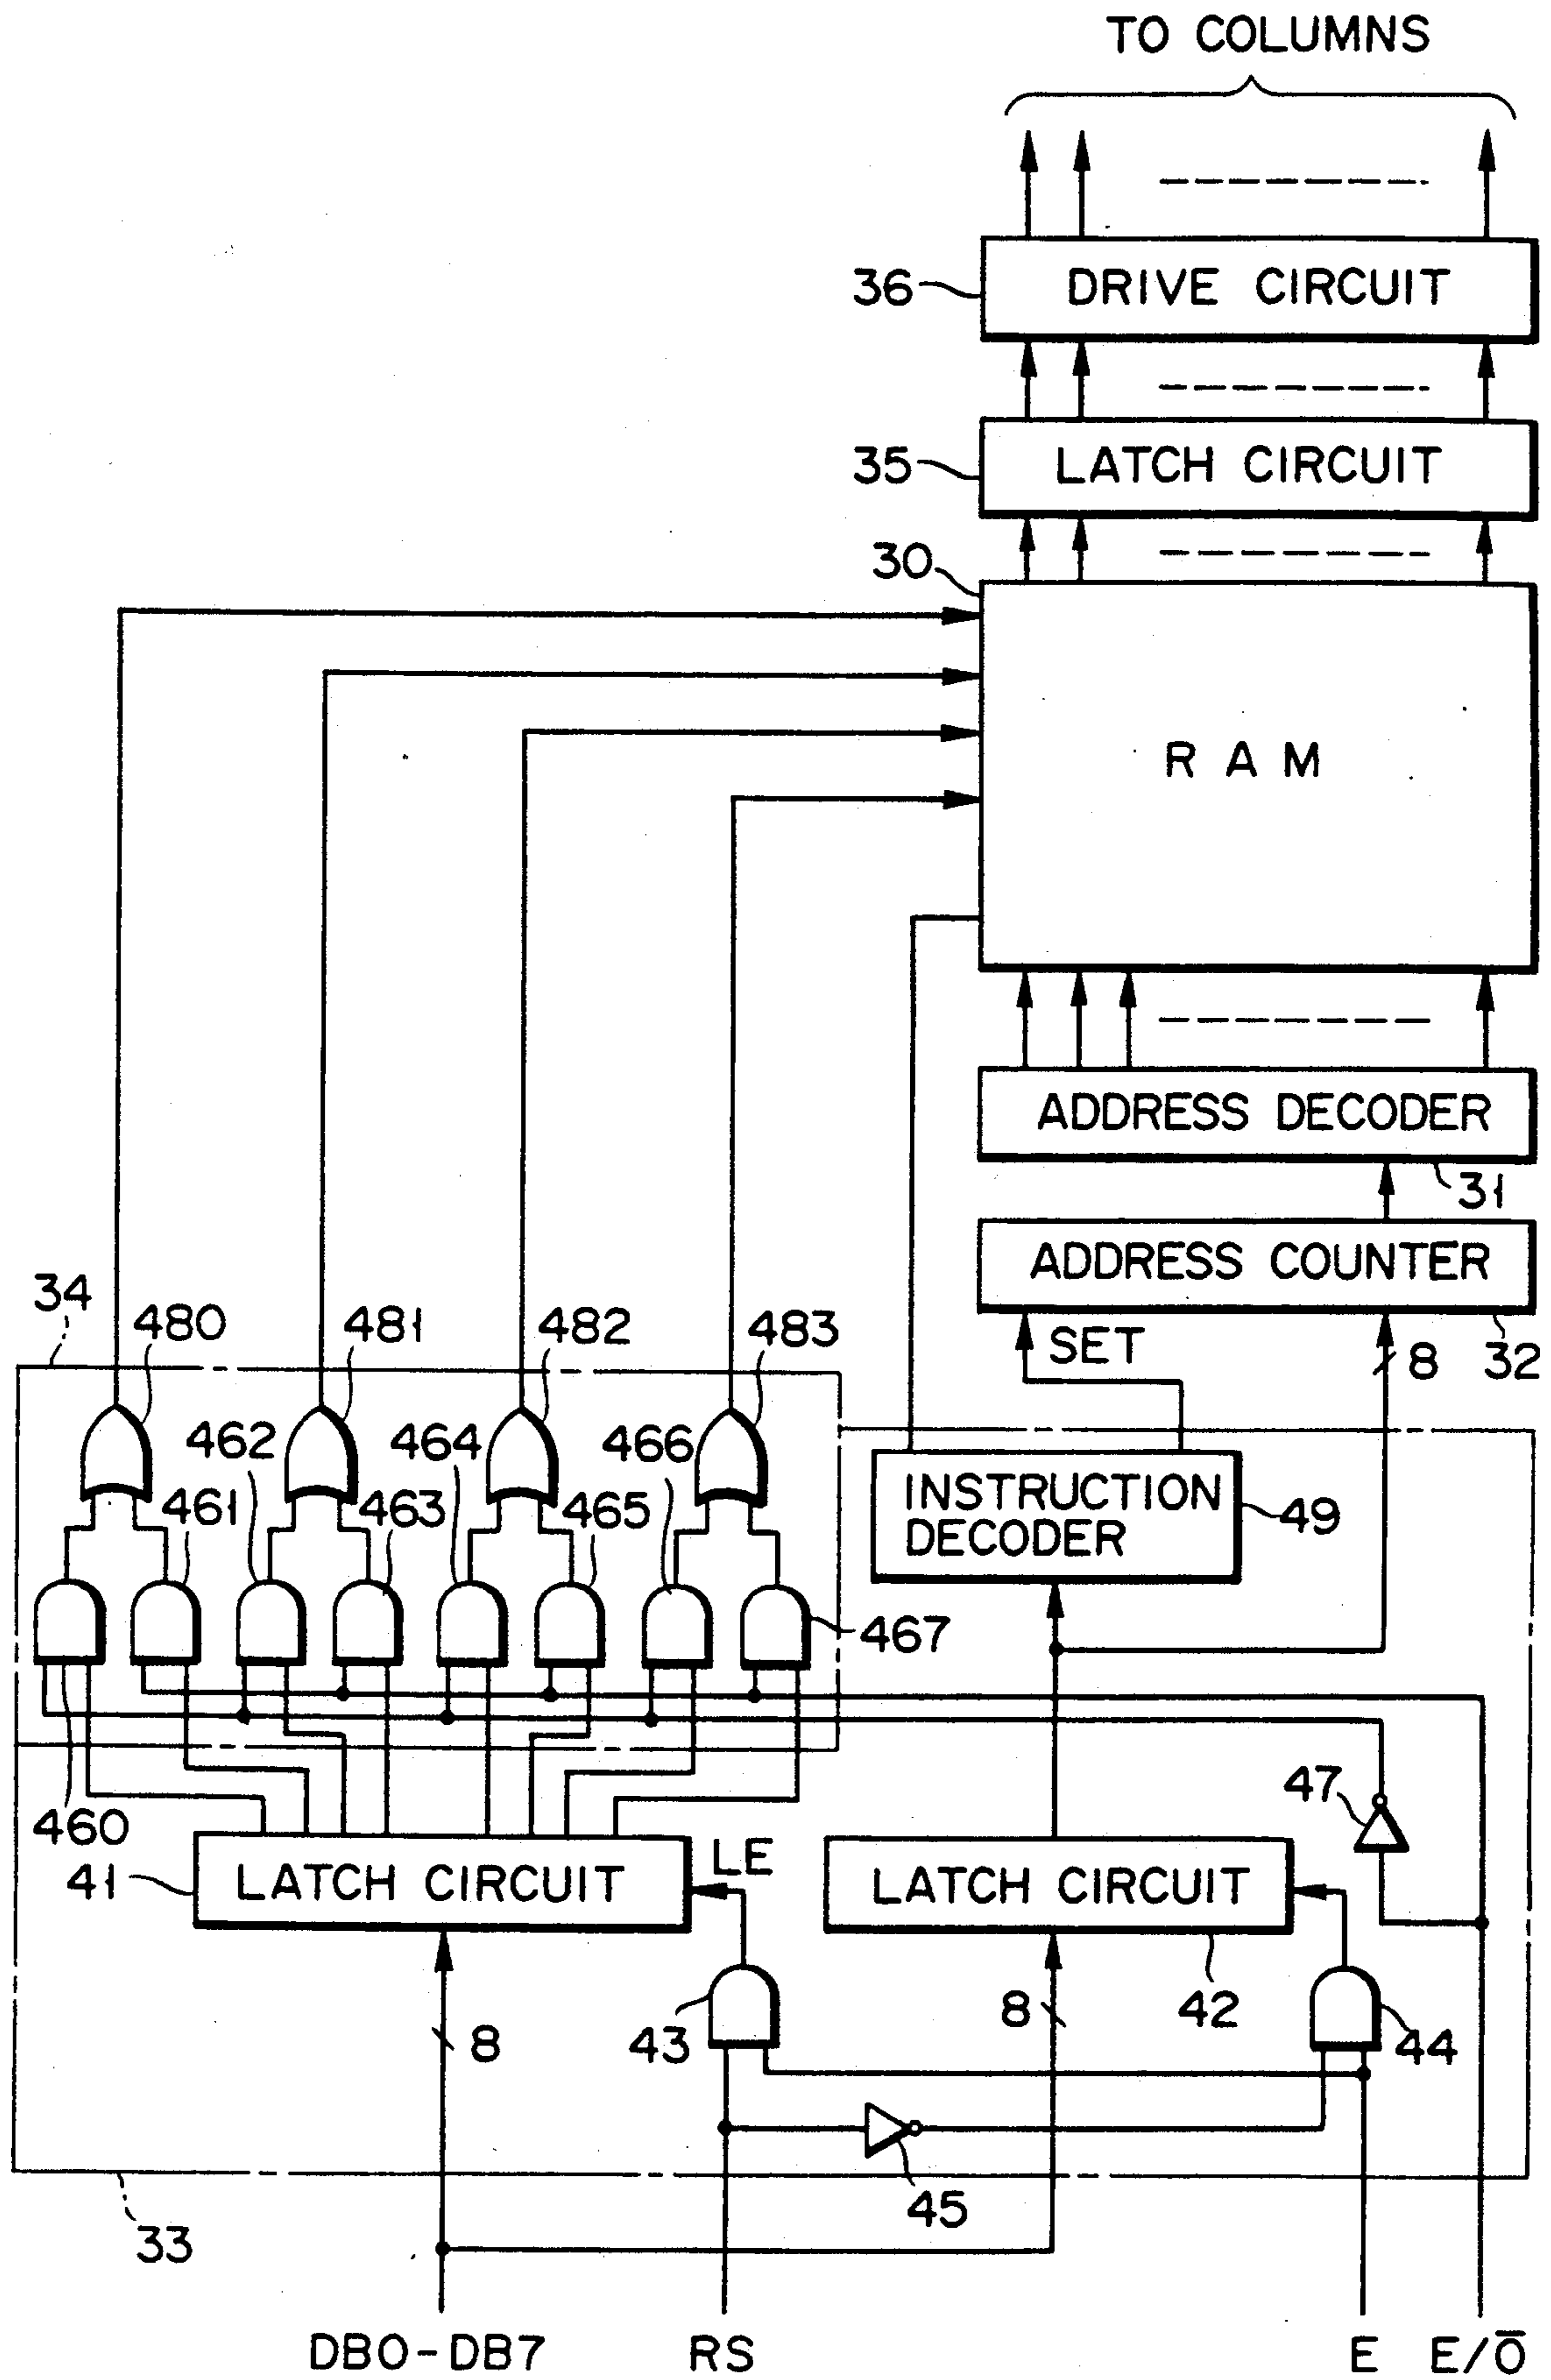 TO COLUMNS
36
DRIVE CIRCUIT
35
LATCH CIRCUIT
30
R A M
ADDRESS DECODER
31
ADDRESS COUNTER
34
480
481
482
483
SET
8
32
462
464
466
461
463
465
INSTRUCTION
DECODER
49
467
47
460
41
LATCH CIRCUIT
LE
LATCH CIRCUIT
8
43
8
42
44
45
33
DB0-DB7
RS
E
E/O̅